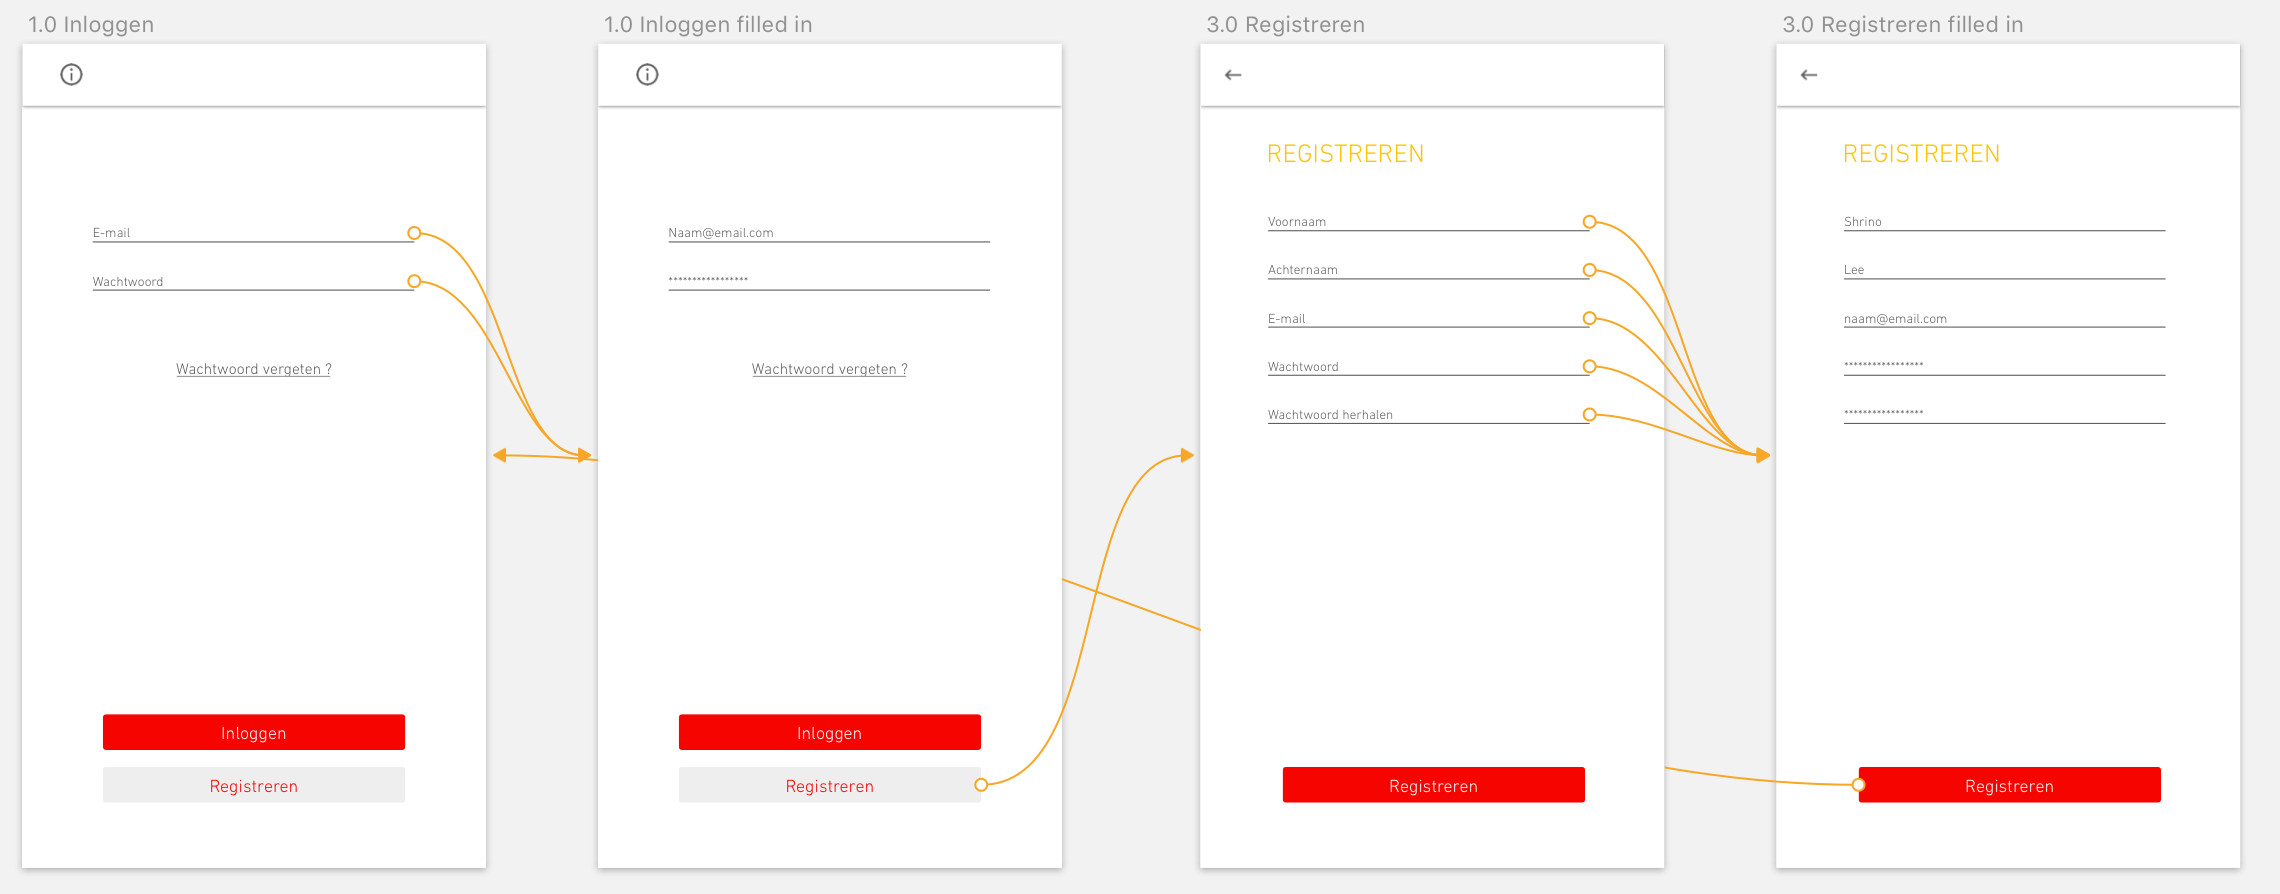 1.0 Inloggen
E-mail
Wachtwoord
Wachtwoord vergeten ?
Inloggen
Registreren
1.0 Inloggen filled in
Naam@email.com
*****************
Wachtwoord vergeten ?
Inloggen
Registreren
3.0 Registreren
REGISTREREN
Voornaam
Achternaam
E-mail
Wachtwoord
Wachtwoord herhalen
Registreren
3.0 Registreren filled in
REGISTREREN
Shrino
Lee
naam@email.com
*****************
*****************
Registreren